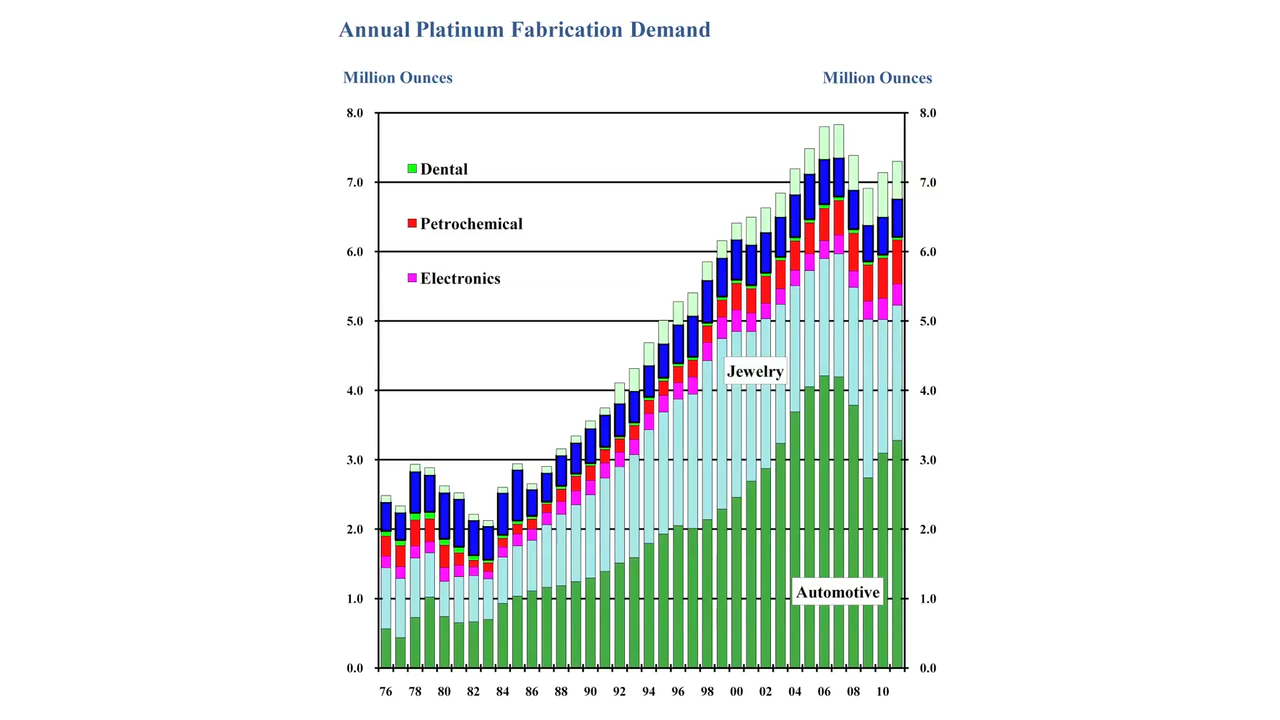 Annual Platinum Fabrication Demand
Million Ounces Million Ounces
8.0 8.0
Dental
7.0 7.0
Petrochemical
6.0 6.0
Electronics
5.0 5.0
Jewelry
4.0 4.0
3.0 3.0
2.0 2.0
Automotive
1.0 1.0
0.0 0.0
76 78 80 82 84 86 88 90 92 94 96 98 00 02 04 06 08 10